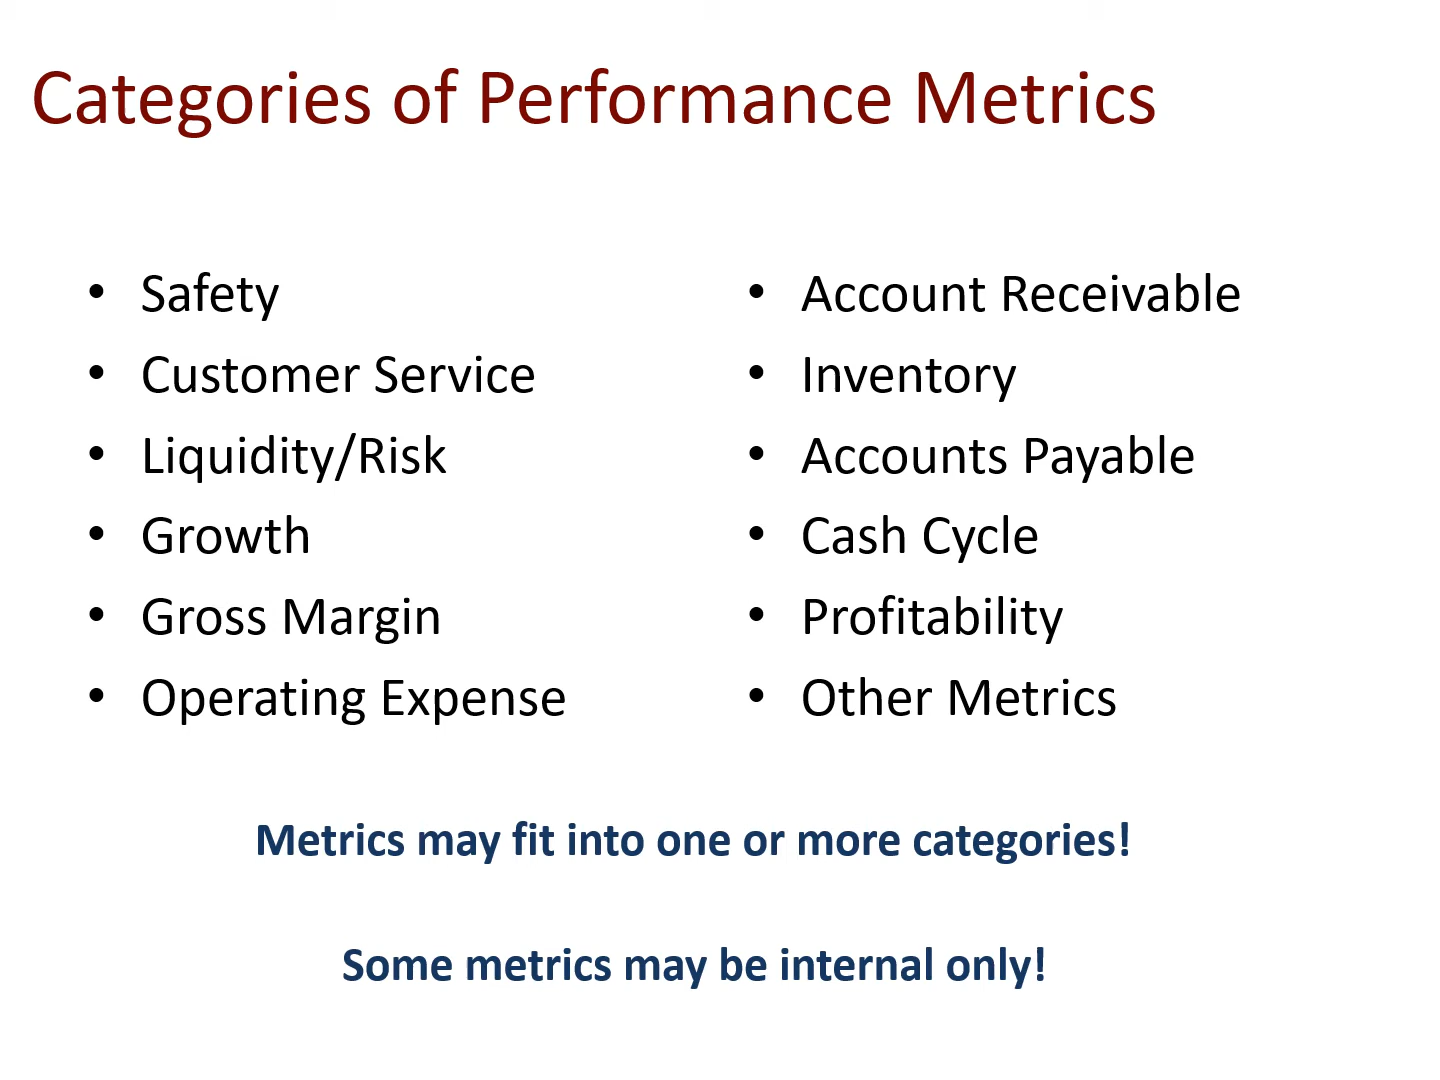 Categories of Performance Metrics
• Safety
• Customer Service
• Liquidity/Risk
• Growth
• Gross Margin
• Operating Expense
• Account Receivable
• Inventory
• Accounts Payable
• Cash Cycle
• Profitability
• Other Metrics
Metrics may fit into one or more categories!
Some metrics may be internal only!